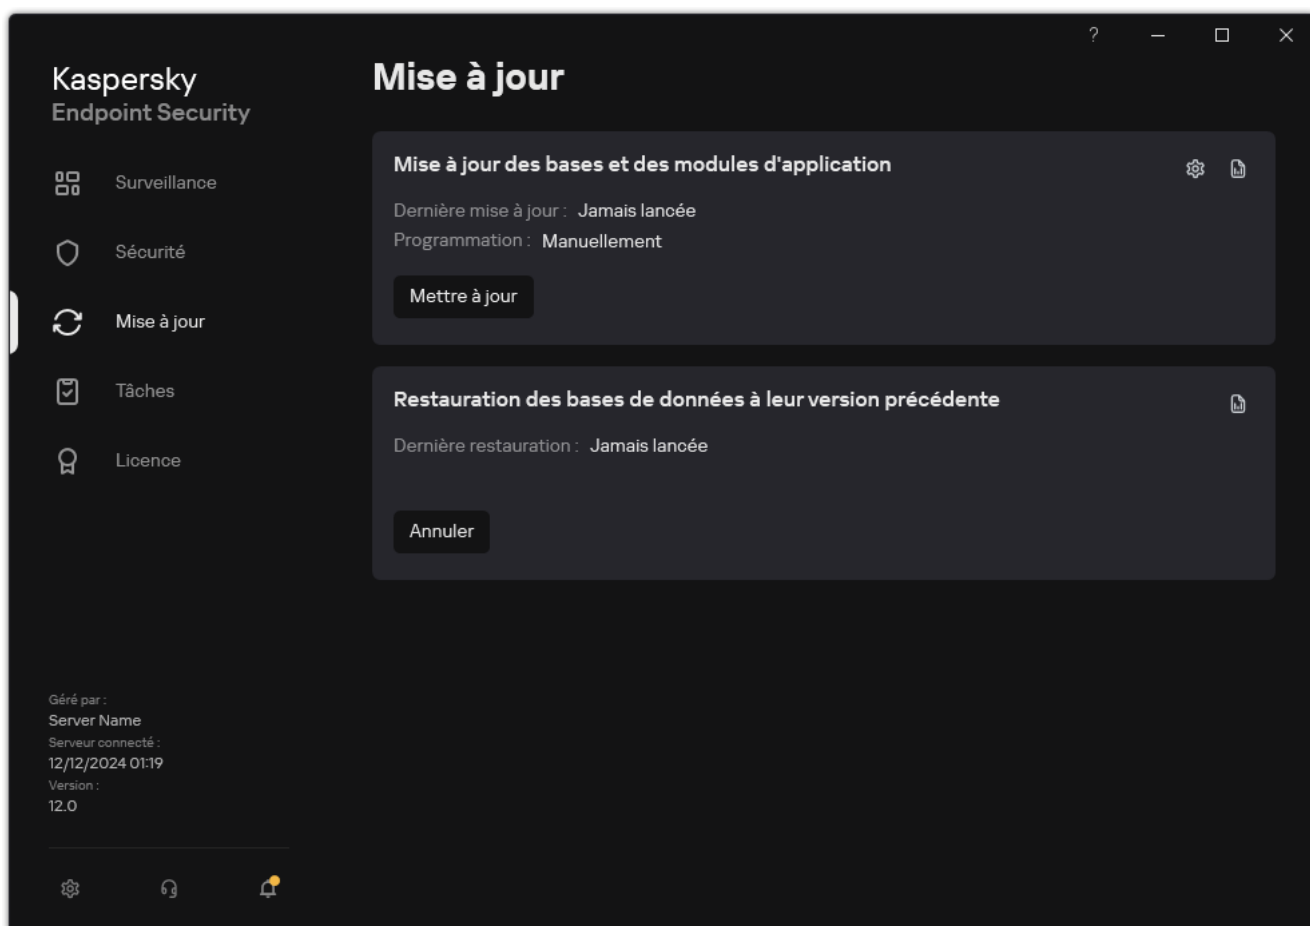 ?
Kaspersky
Endpoint Security
Surveillance
Sécurité
Mise à jour
Tâches
Licence
Géré par :
Server Name
Serveur connecté :
12/12/2024 01:19
Version :
12.0
Mise à jour
Mise à jour des bases et des modules d'application
Dernière mise à jour : Jamais lancée
Programmation : Manuellement
Mettre à jour
Restauration des bases de données à leur version précédente
Dernière restauration : Jamais lancée
Annuler